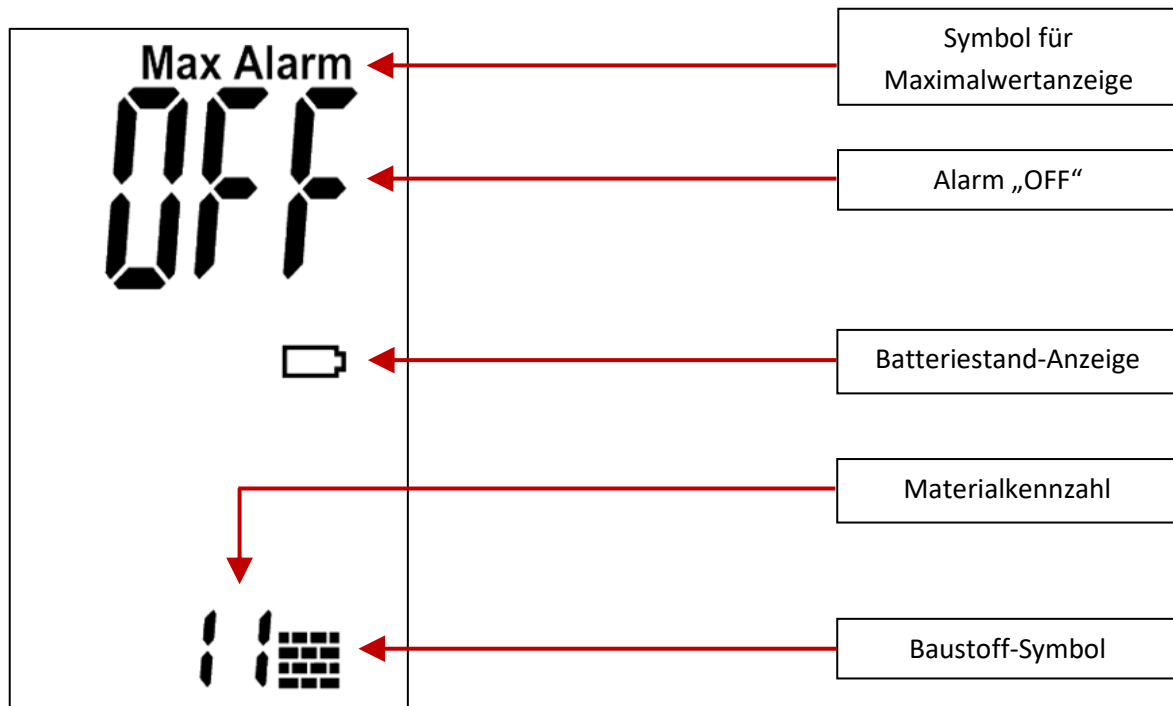 Max Alarm
OFF
11
Symbol für
Maximalwertanzeige
Alarm „OFF“
Batteriestand-Anzeige
Materialkennzahl
Baustoff-Symbol